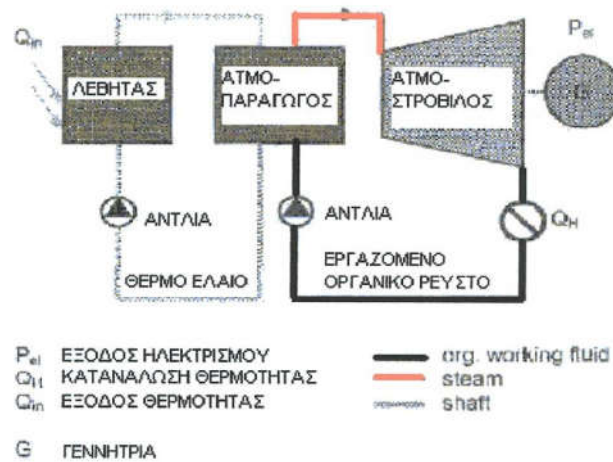 Qin
Pel
ΛΕΒΗΤΑΣ
ΑΤΜΟ-
ΠΑΡΑΓΩΓΟΣ
ΑΤΜΟ-
ΣΤΡΟΒΙΛΟΣ
G
ΑΝΤΛΙΑ
ΑΝΤΛΙΑ
QH
ΘΕΡΜΟ ΕΛΑΙΟ
ΕΡΓΑΖΟΜΕΝΟ
ΟΡΓΑΝΙΚΟ ΡΕΥΣΤΟ
Pel ΕΞΟΔΟΣ ΗΛΕΚΤΡΙΣΜΟΥ
QH ΚΑΤΑΝΑΛΩΣΗ ΘΕΡΜΟΤΗΤΑΣ
Qin ΕΞΟΔΟΣ ΘΕΡΜΟΤΗΤΑΣ
G ΓΕΝΝΗΤΡΙΑ
org. working fluid
steam
shaft